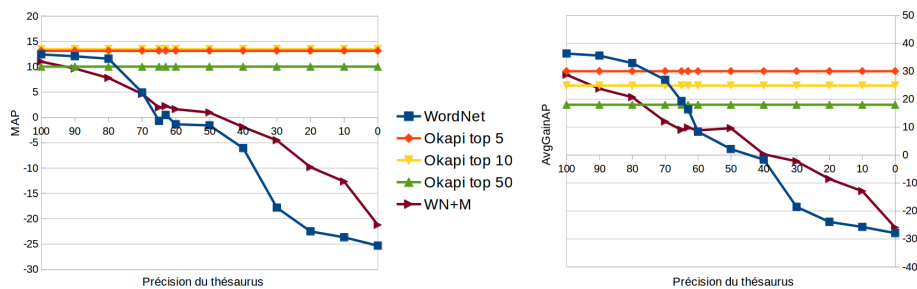 20
15
10
5
0
-5
-10
-15
-20
-25
-30
MAP
100 90 80 70 60 50 40 30 20 10 0
Précision du thésaurus
WordNet
Okapi top 5
Okapi top 10
Okapi top 50
WN+M
AvgGainAP
50
40
30
20
10
0
-10
-20
-30
-40
100 90 80 70 60 50 40 30 20 10 0
Précision du thésaurus